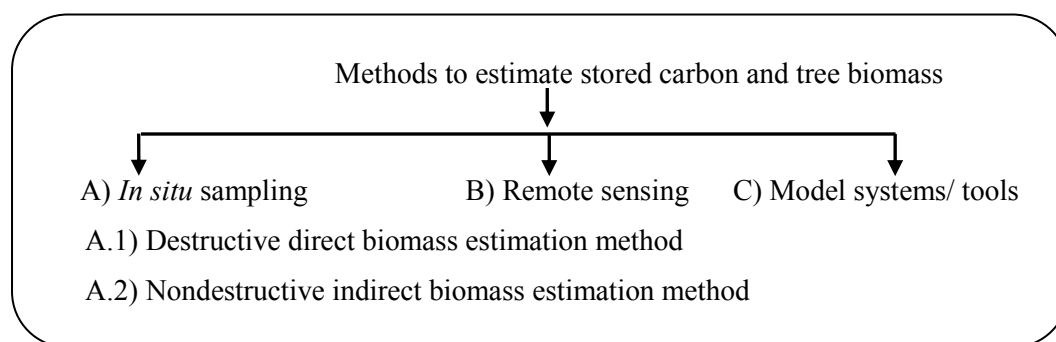 Methods to estimate stored carbon and tree biomass
A) In situ sampling B) Remote sensing C) Model systems/ tools
A.1) Destructive direct biomass estimation method
A.2) Nondestructive indirect biomass estimation method